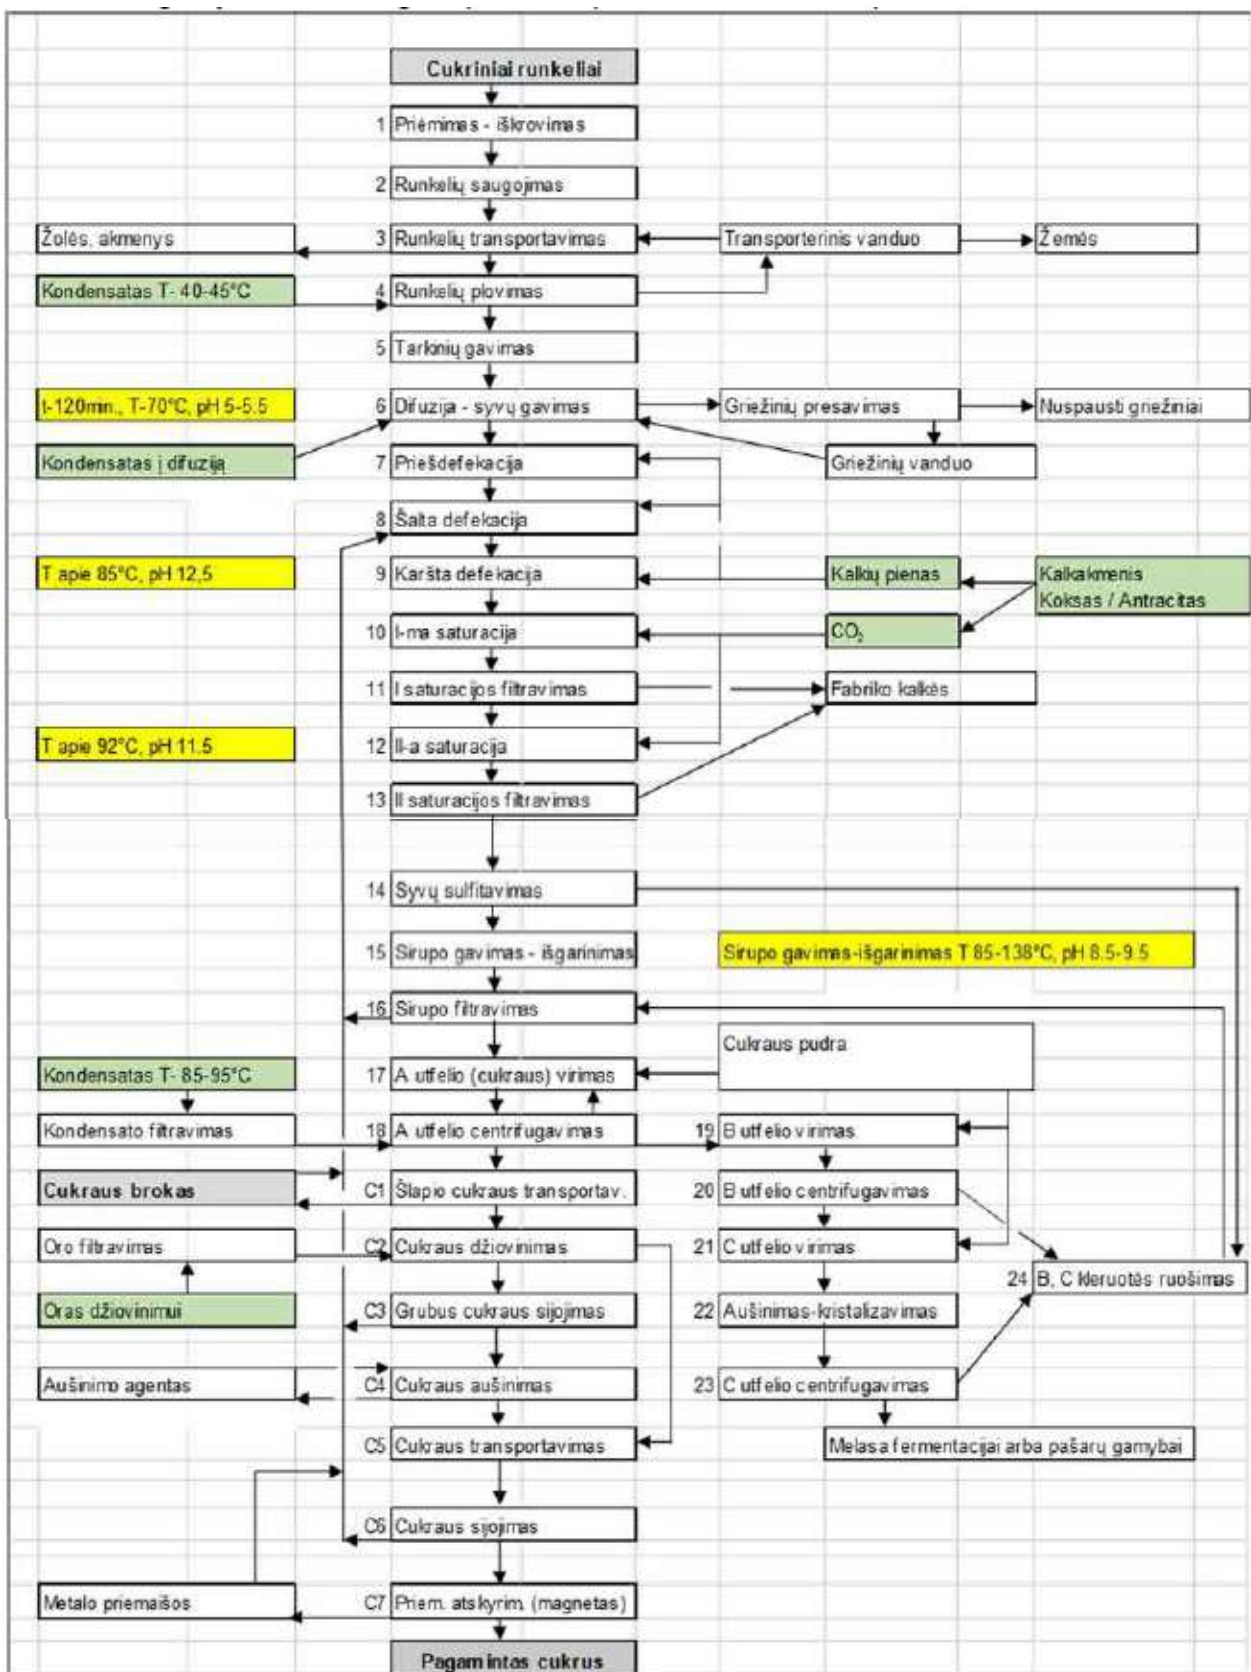 Cukriniai runkeliai
1 Priėmimas - iškrovimas
2 Runkelių saugojimas
Žolės, akmenys
3 Runkelių transportavimas
Transporterinis vanduo
Žemės
Kondensatas T- 40-45°C
4 Runkelių plovimas
5 Tarkinių gavimas
t-120min., T-70°C, pH 5-5.5
6 Difuzija - syvų gavimas
Griežinių presavimas
Nuspausti griežiniai
Kondensatas į difuziją
7 Priešdefekacija
Griežinių vanduo
8 Šalta defekacija
T apie 85°C, pH 12,5
9 Karšta defekacija
Kalkių pienas
Kalkakmenis
Koksas / Antracitas
10 I-ma saturacija
CO₂
11 I saturacijos filtravimas
Fabriko kalkės
T apie 92°C, pH 11.5
12 II-a saturacija
13 II saturacijos filtravimas
14 Syvų sulfitavimas
15 Sirupo gavimas - išgarinimas
Sirupo gavimas-išgarinimas T 85-138°C, pH 8.5-9.5
16 Sirupo filtravimas
Cukraus pudra
Kondensatas T- 85-95°C
17 A utfelio (cukraus) virimas
Kondensato filtravimas
18 A utfelio centrifugavimas
19 B utfelio virimas
Cukraus brokas
C1 Šlapio cukraus transportav.
20 B utfelio centrifugavimas
Oro filtravimas
C2 Cukraus džiovinimas
21 C utfelio virimas
24 B, C kleruotės ruošimas
Oras džiovinimui
C3 Grubus cukraus sijojimas
22 Aušinimas-kristalizavimas
Aušinimo agentas
C4 Cukraus aušinimas
23 C utfelio centrifugavimas
C5 Cukraus transportavimas
Melasa fermentacijai arba pašarų gamybai
C6 Cukraus sijojimas
Metalo priemaišos
C7 Priem. atskyrim. (magnetas)
Pagamintas cukrus